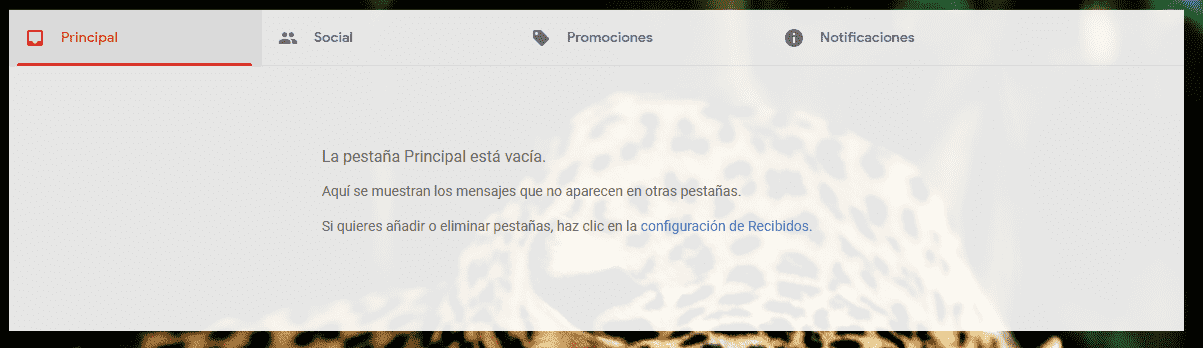 Principal Social Promociones Notificaciones
La pestaña Principal está vacía.
Aquí se muestran los mensajes que no aparecen en otras pestañas.
Si quieres añadir o eliminar pestañas, haz clic en la configuración de Recibidos.